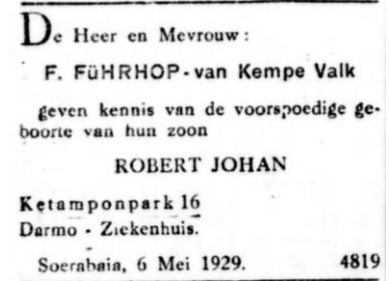 De Heer en Mevrouw:
F. FüHRHOP-van Kempe Valk
geven kennis van de voorspoedige ge-
boorte van hun zoon
ROBERT JOHAN
Ketamponpark 16
Darmo - Ziekenhuis.
Soerabaia, 6 Mei 1929. 4819